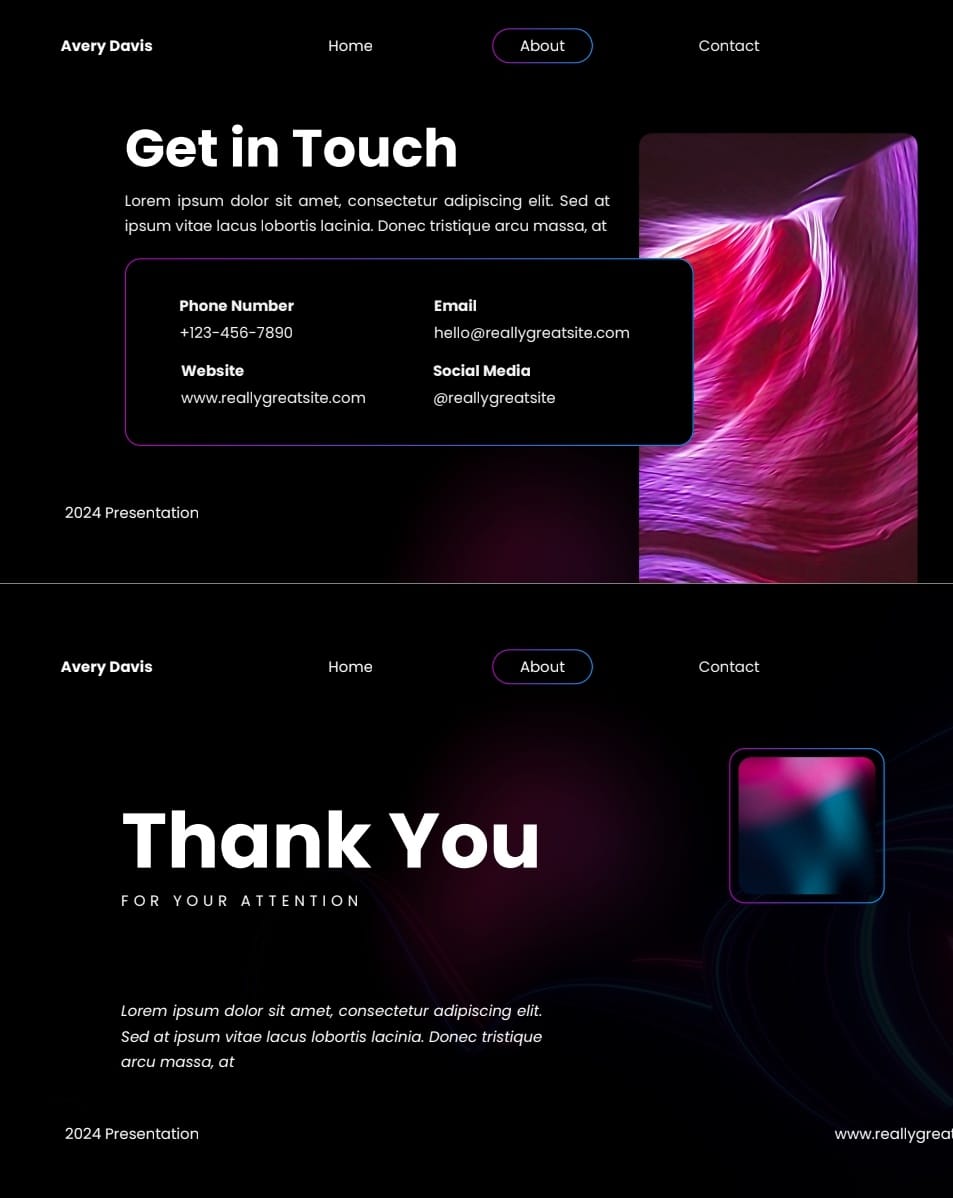 Avery Davis Home About Contact
Get in Touch
Lorem ipsum dolor sit amet, consectetur adipiscing elit. Sed at
ipsum vitae lacus lobortis lacinia. Donec tristique arcu massa, at
Phone Number Email
+123-456-7890 hello@reallygreatsite.com
Website Social Media
www.reallygreatsite.com @reallygreatsite
2024 Presentation
Avery Davis Home About Contact
Thank You
FOR YOUR ATTENTION
Lorem ipsum dolor sit amet, consectetur adipiscing elit.
Sed at ipsum vitae lacus lobortis lacinia. Donec tristique
arcu massa, at
2024 Presentation www.reallygreat